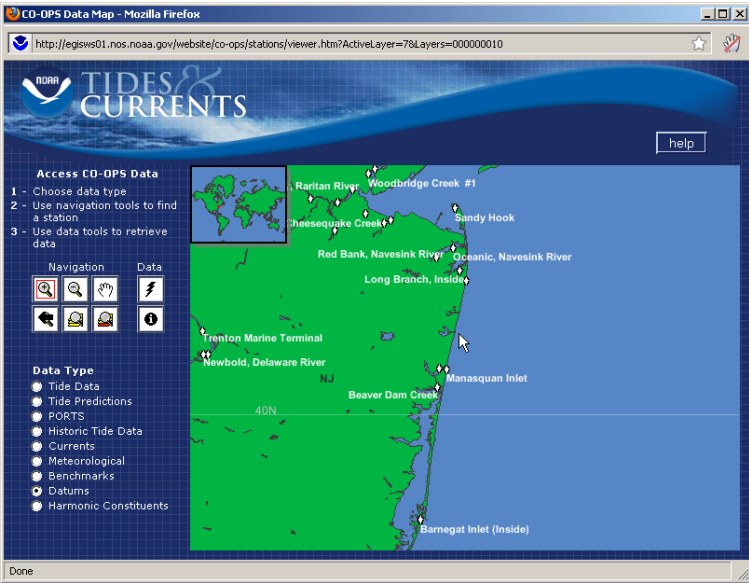 CO-OPS Data Map - Mozilla Firefox
http://egisws01.nos.noaa.gov/website/co-ops/stations/viewer.htm?ActiveLayer=7&Layers=000000010
NOAA
TIDES &
CURRENTS
help
Access CO-OPS Data
1 - Choose data type
2 - Use navigation tools to find
a station
3 - Use data tools to retrieve
data
Navigation Data
Data Type
Tide Data
Tide Predictions
PORTS
Historic Tide Data
Currents
Meteorological
Benchmarks
Datums
Harmonic Constituents
, Raritan River
Woodbridge Creek #1
Cheesequake Creek
Sandy Hook
Red Bank, Navesink River
Oceanic, Navesink River
Long Branch, Inside
Trenton Marine Terminal
Newbold, Delaware River
NJ
Manasquan Inlet
Beaver Dam Creek
40N
Barnegat Inlet (Inside)
Done